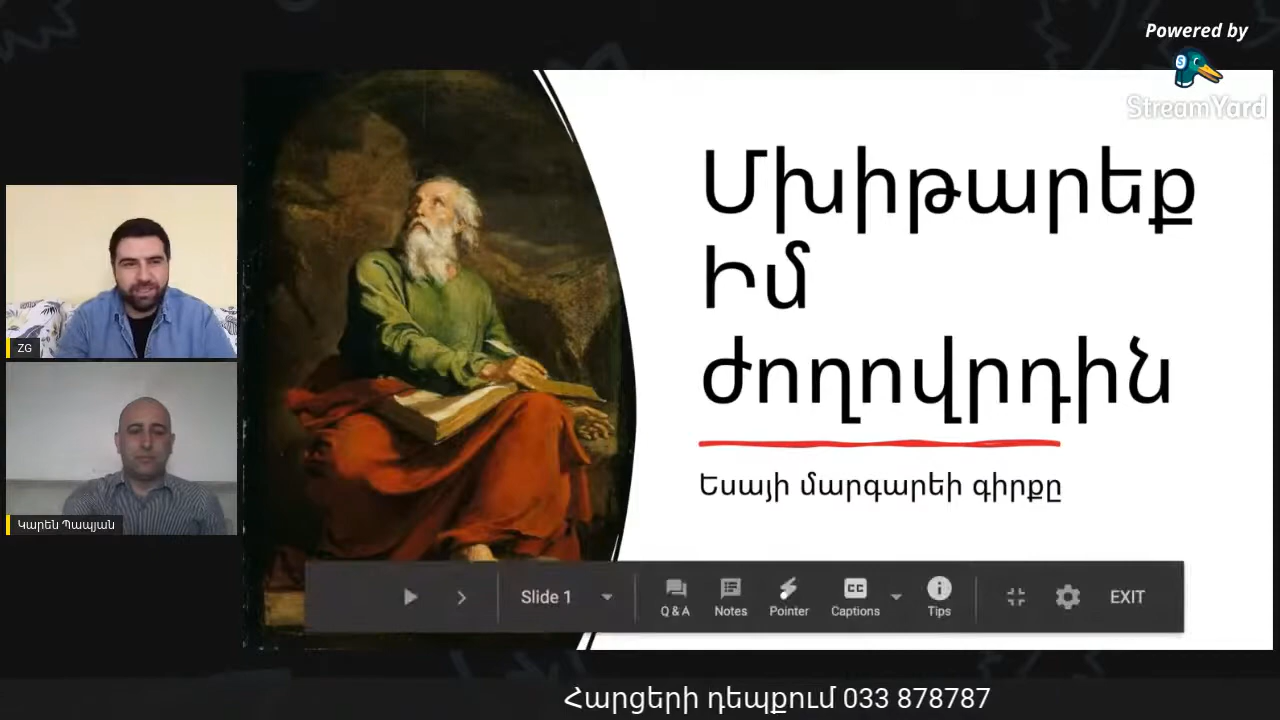 Powered by
StreamYard
Մխիթարեք
Իմ
ժողովրդին
Եսայի մարգարեի գիրքը
ZG
Կարեն Պապյան
Slide 1
Q & A
Notes
Pointer
CC
Captions
Tips
EXIT
Հարցերի դեպքում 033 878787